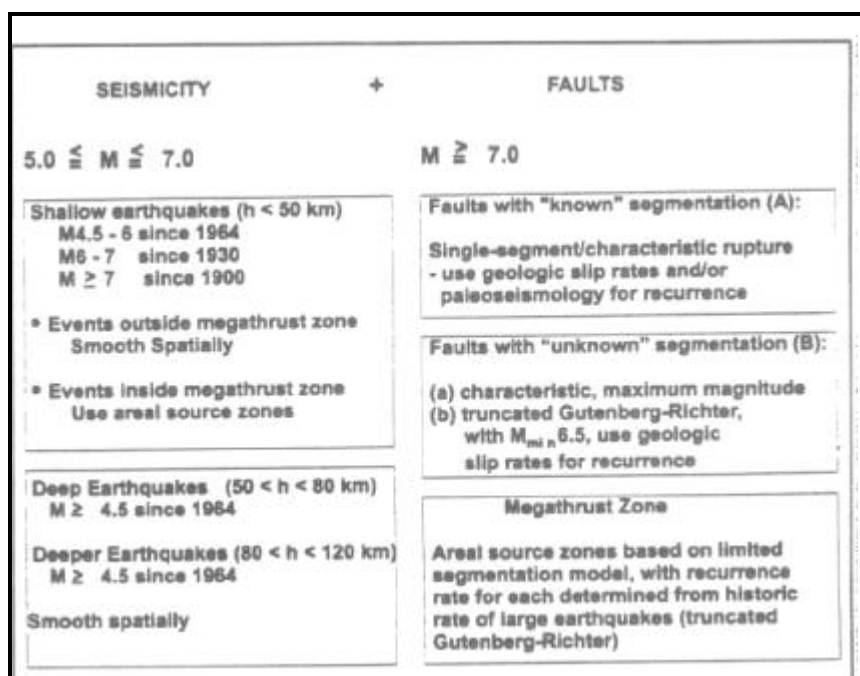 SEISMICITY + FAULTS
5.0 ≦ M ≦ 7.0
Shallow earthquakes (h < 50 km)
M4.5 - 6 since 1964
M6 - 7 since 1930
M ≥ 7 since 1900
• Events outside megathrust zone
Smooth Spatially
• Events inside megathrust zone
Use areal source zones
Deep Earthquakes (50 < h < 80 km)
M ≥ 4.5 since 1964
Deeper Earthquakes (80 < h < 120 km)
M ≥ 4.5 since 1964
Smooth spatially
M ≧ 7.0
Faults with "known" segmentation (A):
Single-segment/characteristic rupture
- use geologic slip rates and/or
paleoseismology for recurrence
Faults with "unknown" segmentation (B):
(a) characteristic, maximum magnitude
(b) truncated Gutenberg-Richter,
with Mmin6.5, use geologic
slip rates for recurrence
Megathrust Zone
Areal source zones based on limited
segmentation model, with recurrence
rate for each determined from historic
rate of large earthquakes (truncated
Gutenberg-Richter)